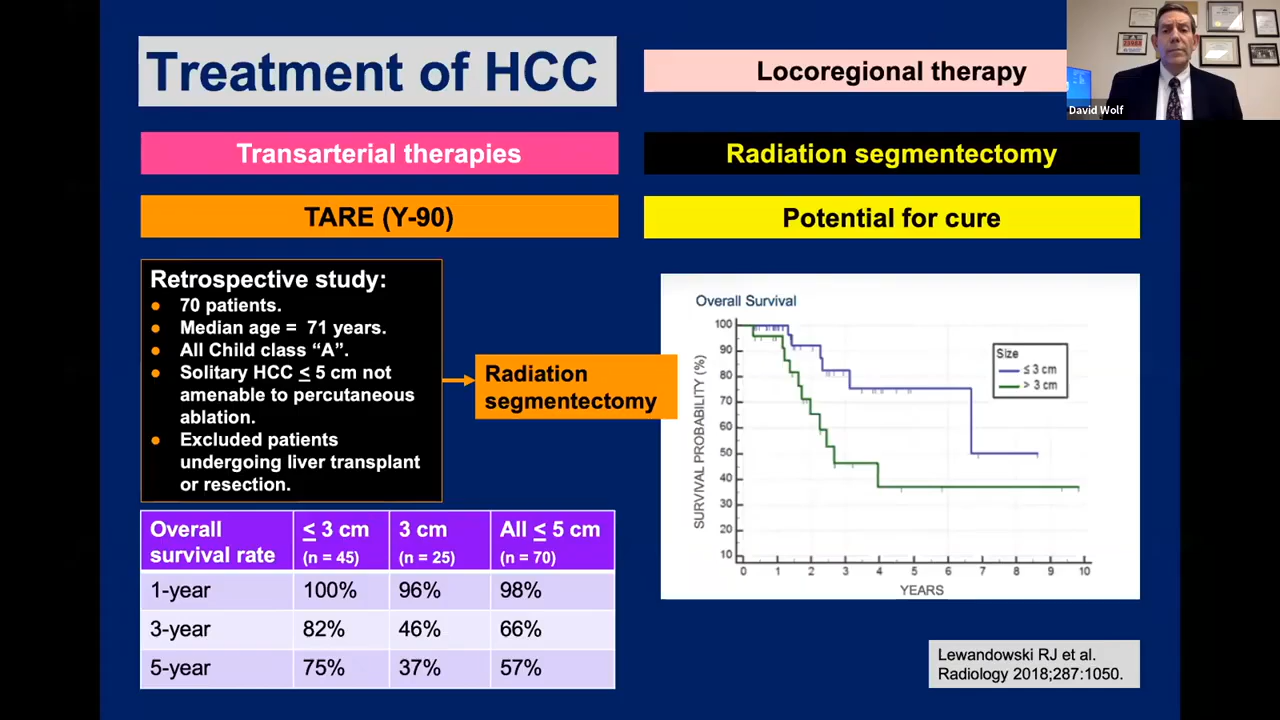 Treatment of HCC
Locoregional therapy
David Wolf
Transarterial therapies
Radiation segmentectomy
TARE (Y-90)
Potential for cure
Retrospective study:
● 70 patients.
● Median age = 71 years.
● All Child class “A”.
● Solitary HCC ≤ 5 cm not
amenable to percutaneous
ablation.
● Excluded patients
undergoing liver transplant
or resection.
Radiation
segmentectomy
Overall Survival
SURVIVAL PROBABILITY (%)
100
90
80
70
60
50
40
30
20
10
Size
≤ 3 cm
> 3 cm
0 1 2 3 4 5 6 7 8 9 10
YEARS
Overall survival rate | ≤ 3 cm (n = 45) | 3 cm (n = 25) | All ≤ 5 cm (n = 70)
1-year 100% 96% 98%
3-year 82% 46% 66%
5-year 75% 37% 57%
Lewandowski RJ et al.
Radiology 2018;287:1050.